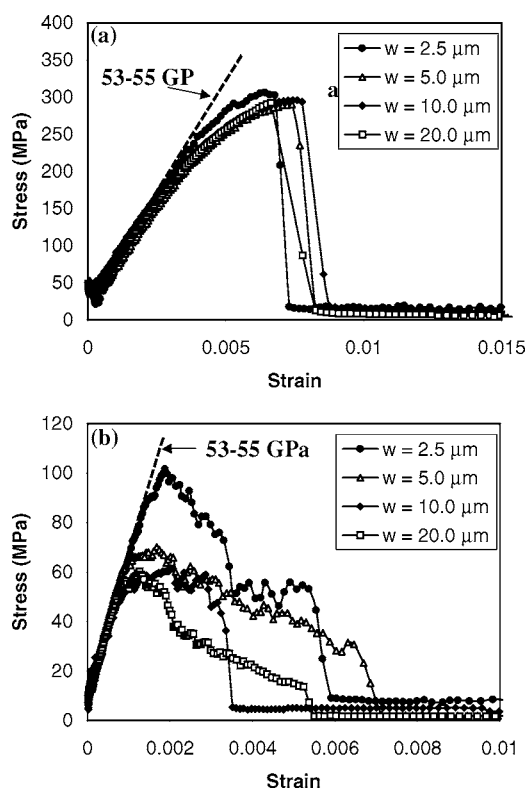 (a)
400
350
300
250
200
150
100
50
0
Stress (MPa)
53-55 GP
a
w = 2.5 µm
w = 5.0 µm
w = 10.0 µm
w = 20.0 µm
0
0.005
0.01
0.015
Strain
(b)
120
100
80
60
40
20
0
Stress (MPa)
53-55 GPa
w = 2.5 µm
w = 5.0 µm
w = 10.0 µm
w = 20.0 µm
0
0.002
0.004
0.006
0.008
0.01
Strain